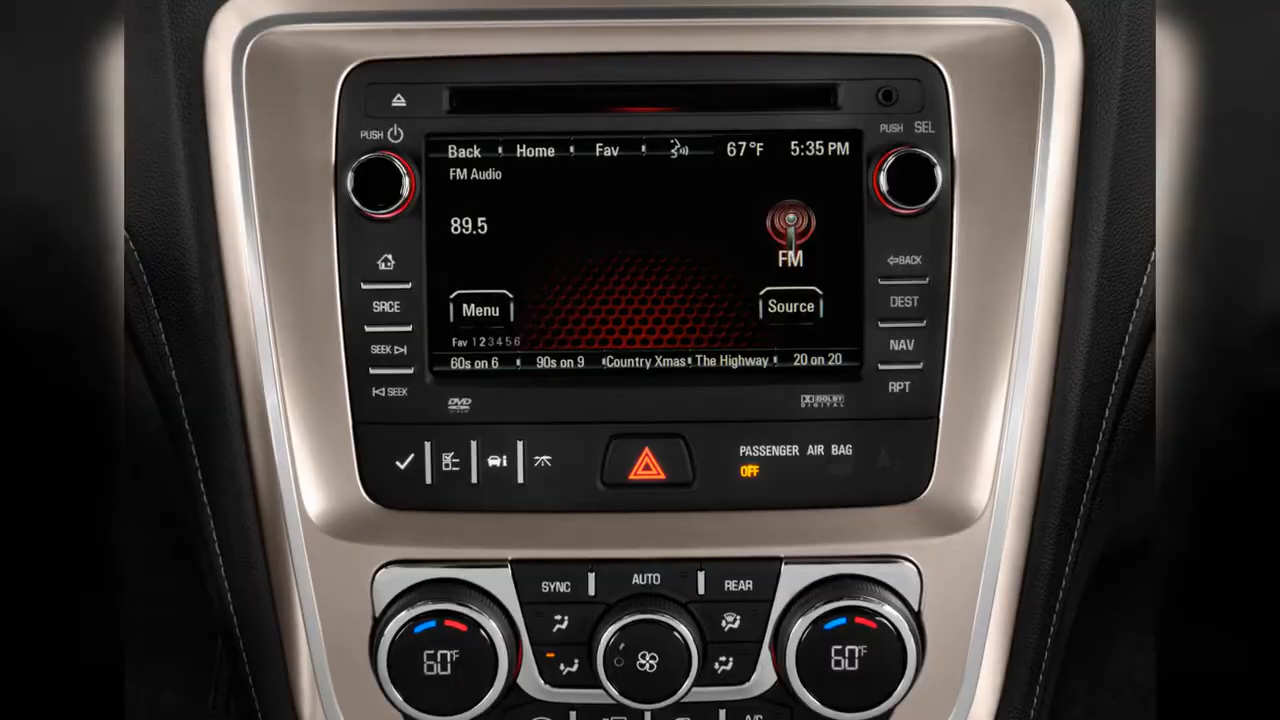 PUSH
PUSH SEL
Back Home Fav 67°F 5:35 PM
FM Audio
89.5
FM
BACK
SRCE
DEST
Menu
Source
SEEK
NAV
Fav 1 2 3 4 5 6
60s on 6 90s on 9 Country Xmas The Highway 20 on 20
SEEK
RPT
DVD
DOLBY
DIGITAL
PASSENGER AIR BAG
OFF
SYNC AUTO REAR
60°F
60°F